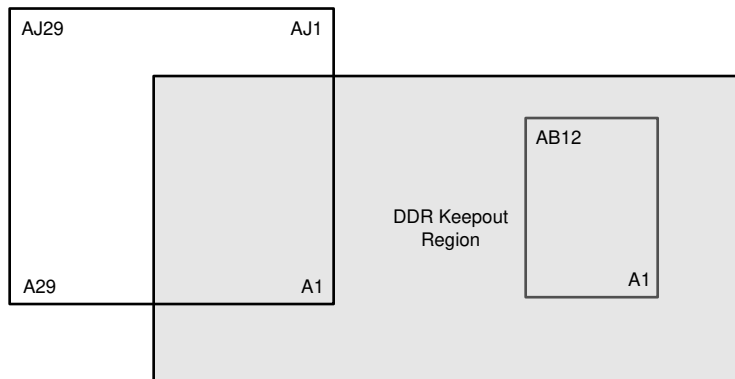 AJ29
AJ1
AB12
DDR Keepout
Region
A29
A1
A1